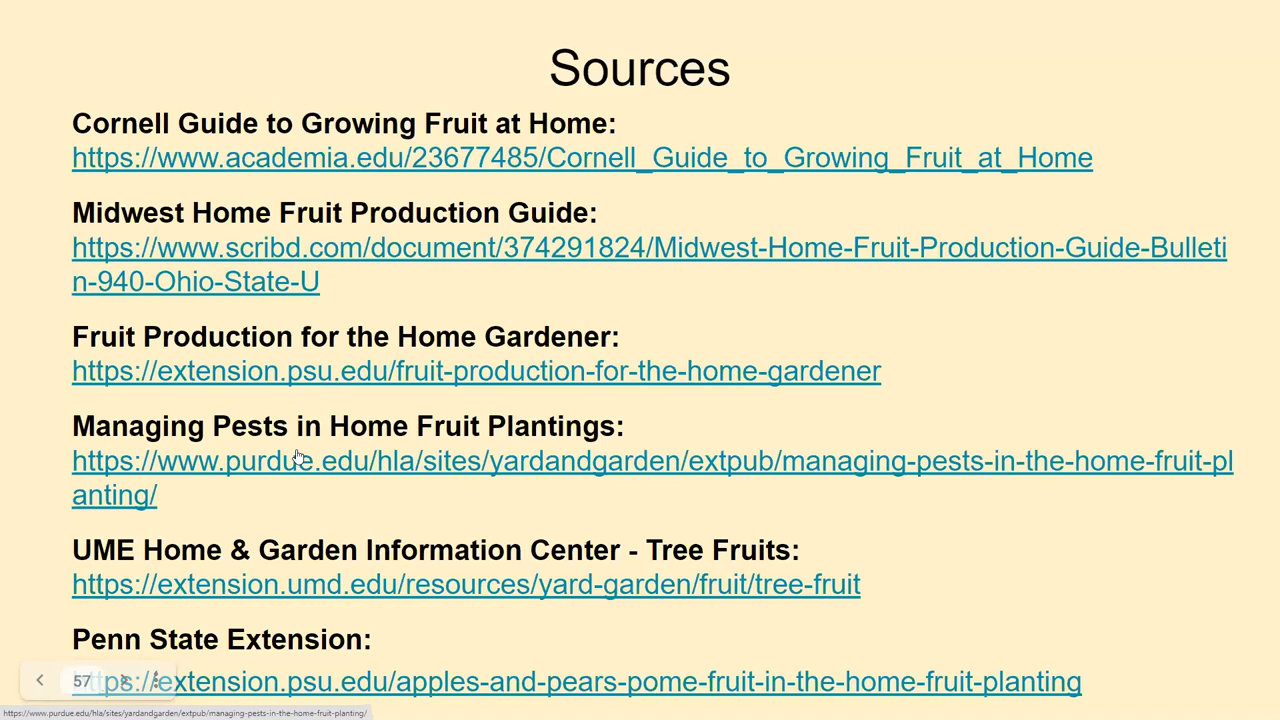 Sources
Cornell Guide to Growing Fruit at Home:
https://www.academia.edu/23677485/Cornell_Guide_to_Growing_Fruit_at_Home
Midwest Home Fruit Production Guide:
https://www.scribd.com/document/374291824/Midwest-Home-Fruit-Production-Guide-Bulleti
n-940-Ohio-State-U
Fruit Production for the Home Gardener:
https://extension.psu.edu/fruit-production-for-the-home-gardener
Managing Pests in Home Fruit Plantings:
https://www.purdue.edu/hla/sites/yardandgarden/extpub/managing-pests-in-the-home-fruit-pl
anting/
UME Home & Garden Information Center - Tree Fruits:
https://extension.umd.edu/resources/yard-garden/fruit/tree-fruit
Penn State Extension:
https://extension.psu.edu/apples-and-pears-pome-fruit-in-the-home-fruit-planting
57
https://www.purdue.edu/hla/sites/yardandgarden/extpub/managing-pests-in-the-home-fruit-planting/